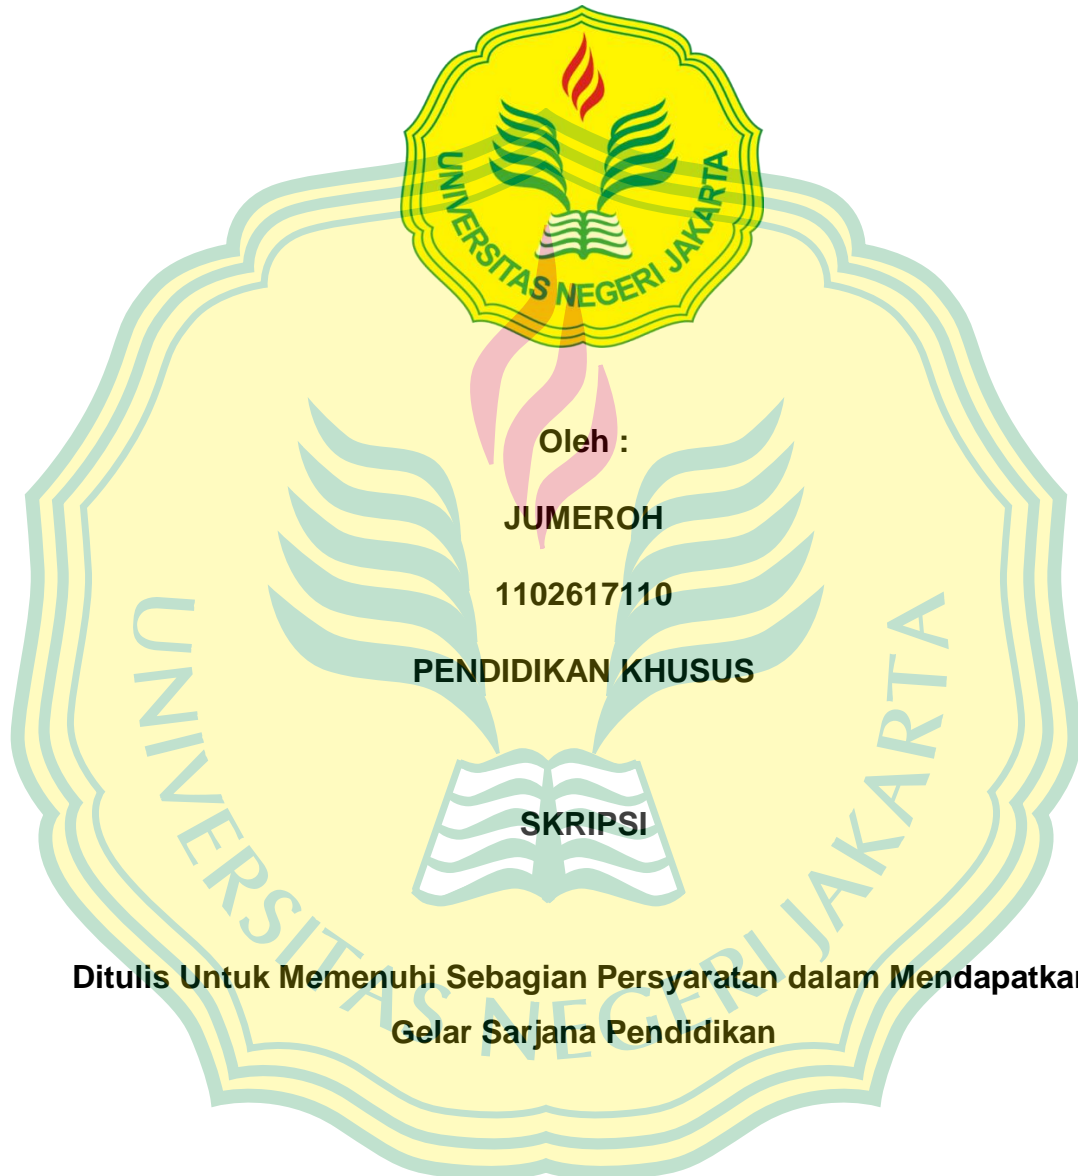 UNIVERSITAS NEGERI JAKARTA
Oleh :
JUMEROH
1102617110
PENDIDIKAN KHUSUS
SKRIPSI
Ditulis Untuk Memenuhi Sebagian Persyaratan dalam Mendapatkan
Gelar Sarjana Pendidikan
UNIVERSITAS NEGERI JAKARTA